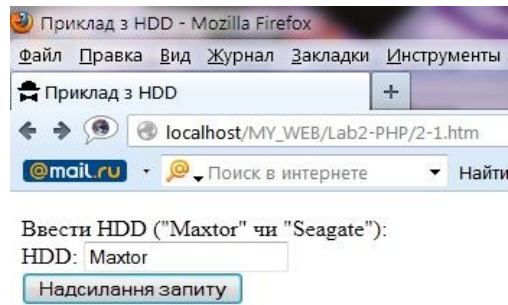 Приклад з HDD - Mozilla Firefox
Файл Правка Вид Журнал Закладки Инструменты
Приклад з HDD +
localhost/MY_WEB/Lab2-PHP/2-1.htm
@mail.ru Поиск в интернете Найти
Ввести HDD ("Maxtor" чи "Seagate"):
HDD: Maxtor
Надсилання запиту